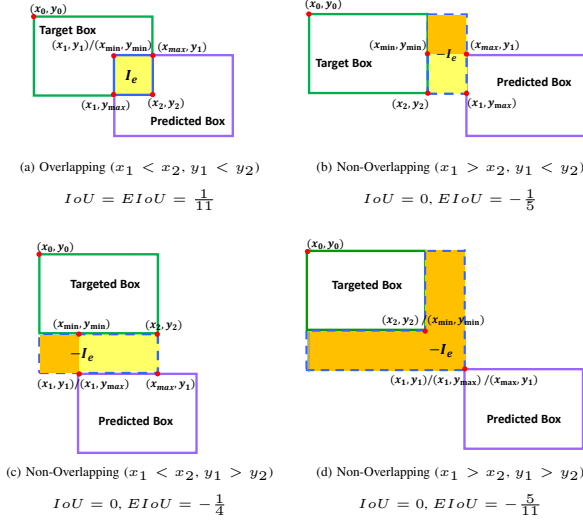 (x₀, y₀)
Target Box
(x₁, y₁)/(x_min, y_min)
(x_max, y₁)
I_e
(x₁, y_max)
(x₂, y₂)
Predicted Box
(a) Overlapping (x₁ < x₂, y₁ < y₂)
IoU = EIoU = 1/11
(x₀, y₀)
(x_min, y_min)
−I_e
(x_max, y₁)
Target Box
Predicted Box
(x₂, y₂)
(x₁, y_max)
(b) Non-Overlapping (x₁ > x₂, y₁ < y₂)
IoU = 0, EIoU = −1/5
(x₀, y₀)
Targeted Box
(x_min, y_min)
(x₂, y₂)
−I_e
(x₁, y₁)/(x₁, y_max)
(x_max, y₁)
Predicted Box
(c) Non-Overlapping (x₁ < x₂, y₁ > y₂)
IoU = 0, EIoU = −1/4
(x₀, y₀)
Targeted Box
(x₂, y₂)/(x_min, y_min)
−I_e
(x₁, y₁)/(x₁, y_max)/(x_max, y₁)
Predicted Box
(d) Non-Overlapping (x₁ > x₂, y₁ > y₂)
IoU = 0, EIoU = −5/11